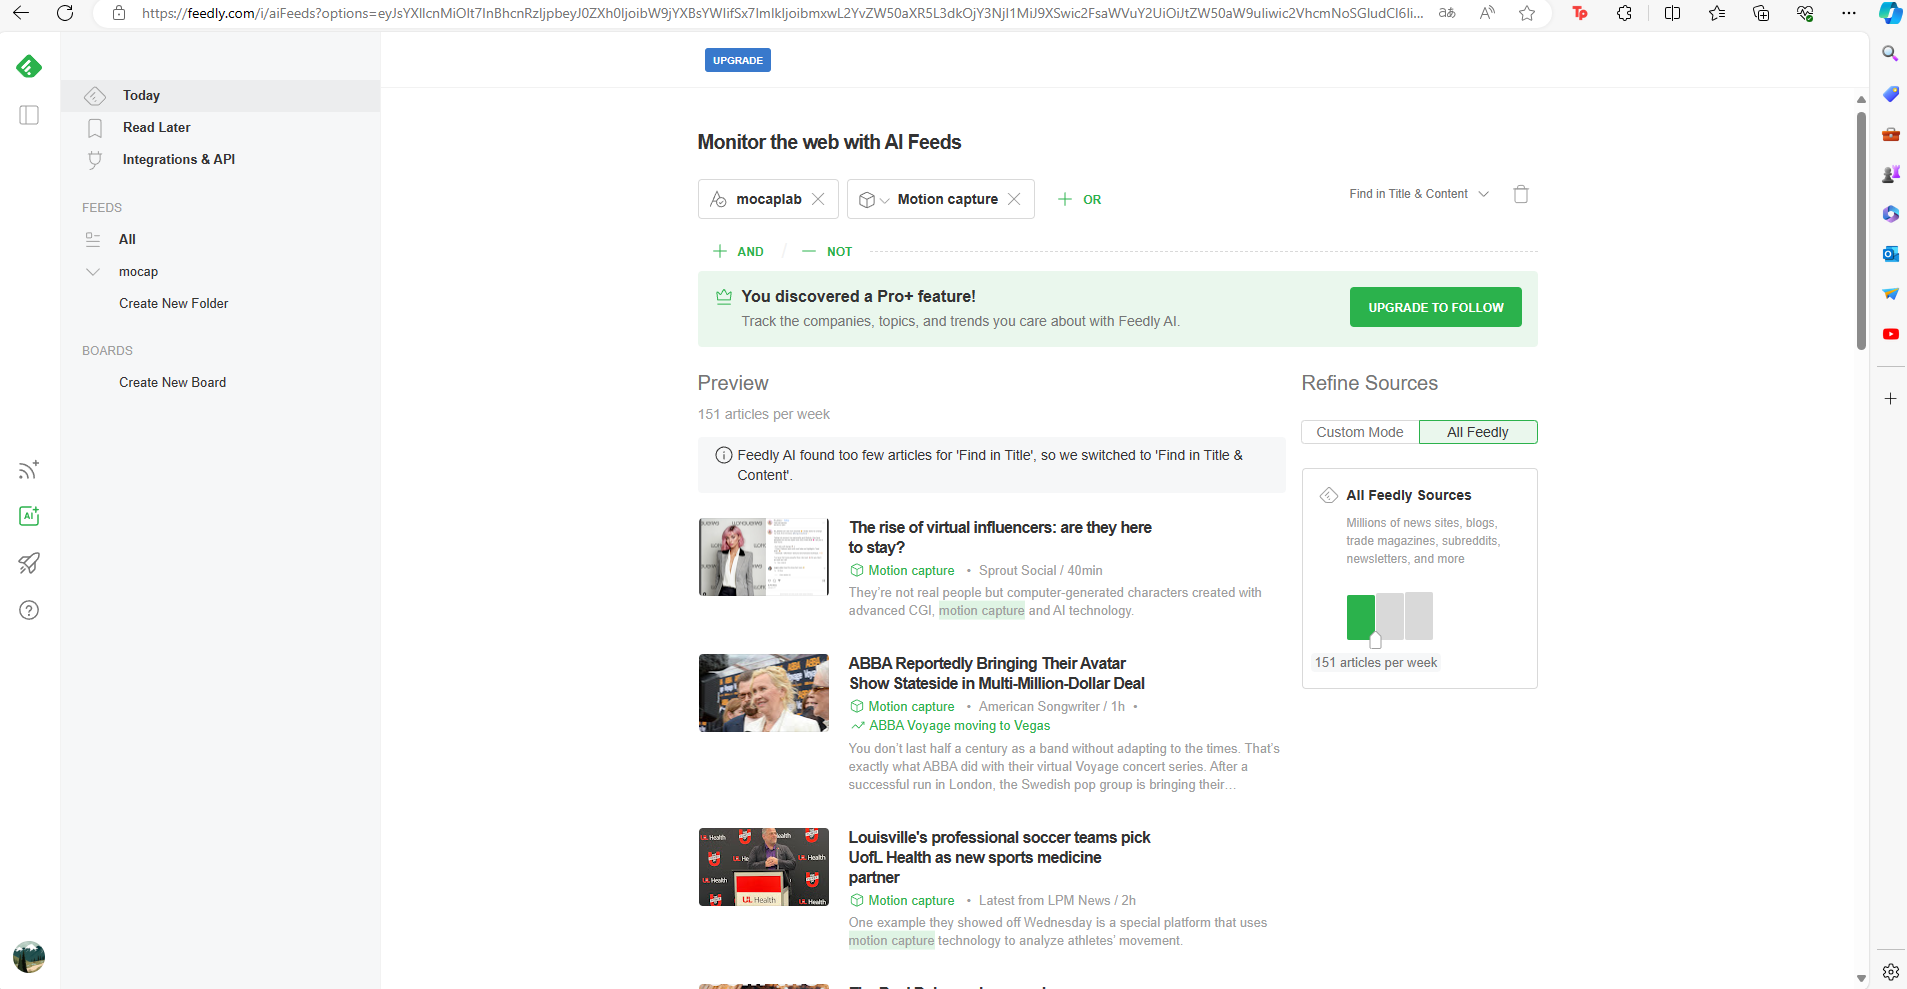 https://feedly.com/i/aiFeeds?options=eyJsYXllcnMiOlt7InBhcnRzIjpbeyJ0ZXh0IjoibW9jYXBsYWIifSx7ImlkIjoibmxwL2YvZW50aXR5L3dkOjY3NjI1MiJ9XSwic2FsaWVuY2UiOiJtZW50aW9uIiwic2VhcmNoSGludCI6Ii...
UPGRADE
Today
Read Later
Integrations & API
FEEDS
All
mocap
Create New Folder
BOARDS
Create New Board
AI
Monitor the web with AI Feeds
mocaplab
Motion capture
OR
Find in Title & Content
AND
/
NOT
You discovered a Pro+ feature!
Track the companies, topics, and trends you care about with Feedly AI.
UPGRADE TO FOLLOW
Preview
151 articles per week
Feedly AI found too few articles for 'Find in Title', so we switched to 'Find in Title &
Content'.
The rise of virtual influencers: are they here
to stay?
Motion capture • Sprout Social / 40min
They’re not real people but computer-generated characters created with
advanced CGI, motion capture and AI technology.
ABBA Reportedly Bringing Their Avatar
Show Stateside in Multi-Million-Dollar Deal
Motion capture • American Songwriter / 1h •
ABBA Voyage moving to Vegas
You don’t last half a century as a band without adapting to the times. That’s
exactly what ABBA did with their virtual Voyage concert series. After a
successful run in London, the Swedish pop group is bringing their…
Louisville's professional soccer teams pick
UofL Health as new sports medicine
partner
Motion capture • Latest from LPM News / 2h
One example they showed off Wednesday is a special platform that uses
motion capture technology to analyze athletes’ movement.
Refine Sources
Custom Mode
All Feedly
All Feedly Sources
Millions of news sites, blogs,
trade magazines, subreddits,
newsletters, and more
151 articles per week